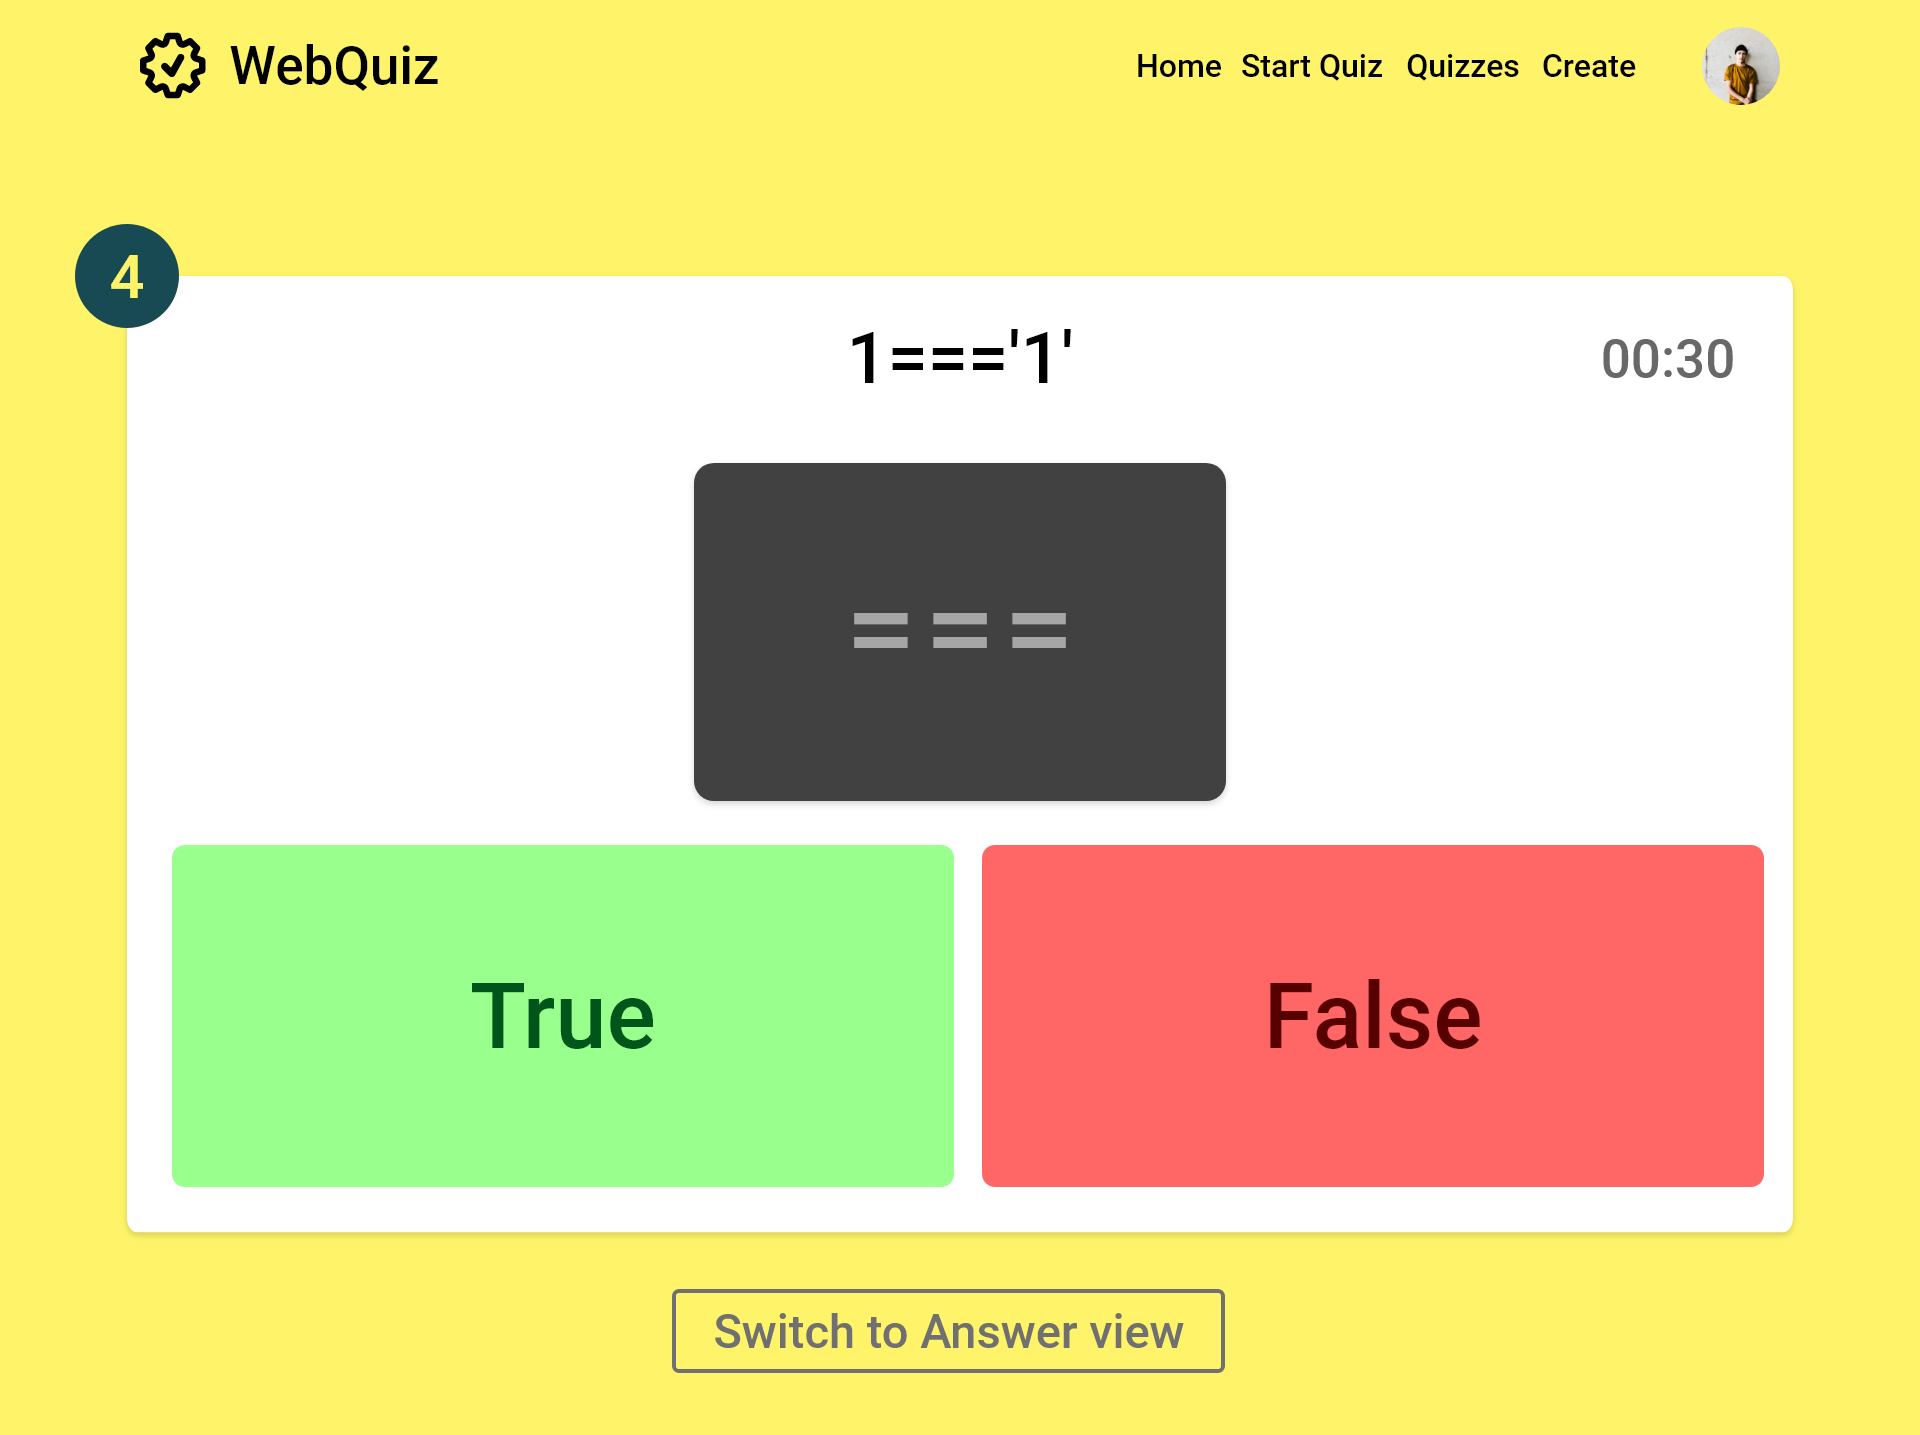 WebQuiz
Home Start Quiz Quizzes Create
4
1==='1'
00:30
===
True
False
Switch to Answer view